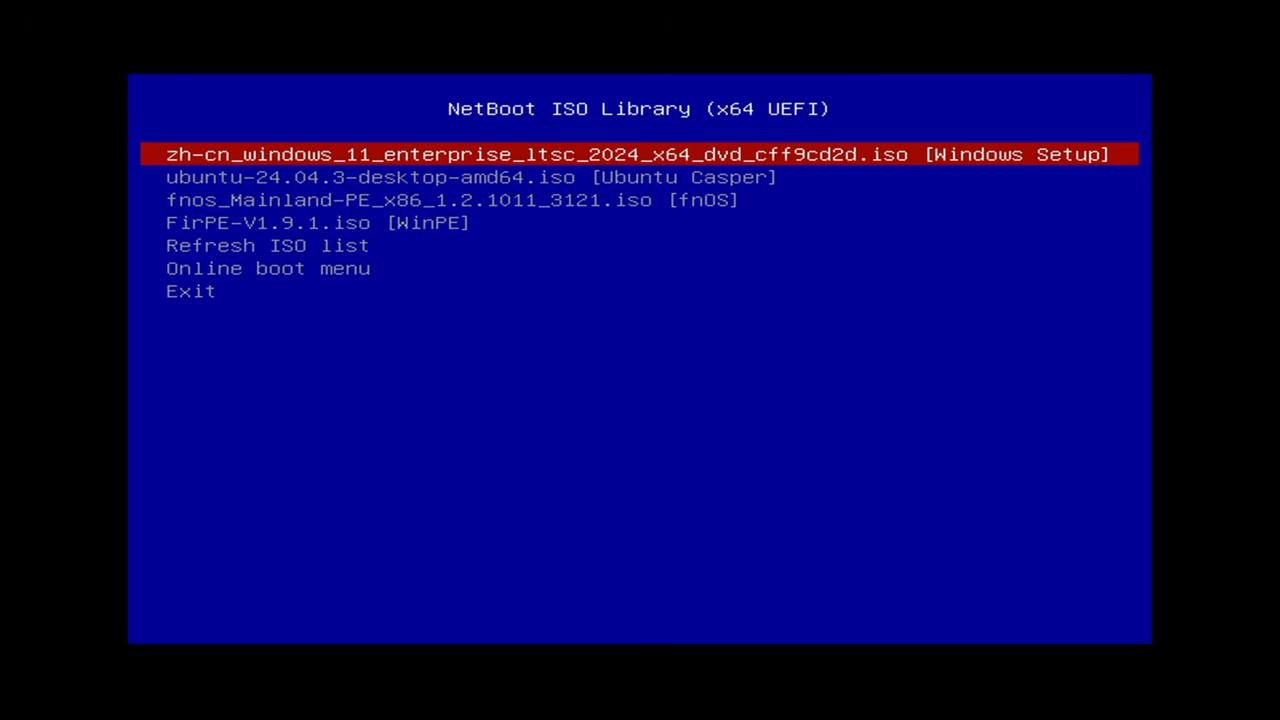 NetBoot ISO Library (x64 UEFI)
zh-cn_windows_11_enterprise_ltsc_2024_x64_dvd_cff9cd2d.iso [Windows Setup]
ubuntu-24.04.3-desktop-amd64.iso [Ubuntu Casper]
fnos_Mainland-PE_x86_1.2.1011_3121.iso [fnOS]
FirPE-V1.9.1.iso [WinPE]
Refresh ISO list
Online boot menu
Exit